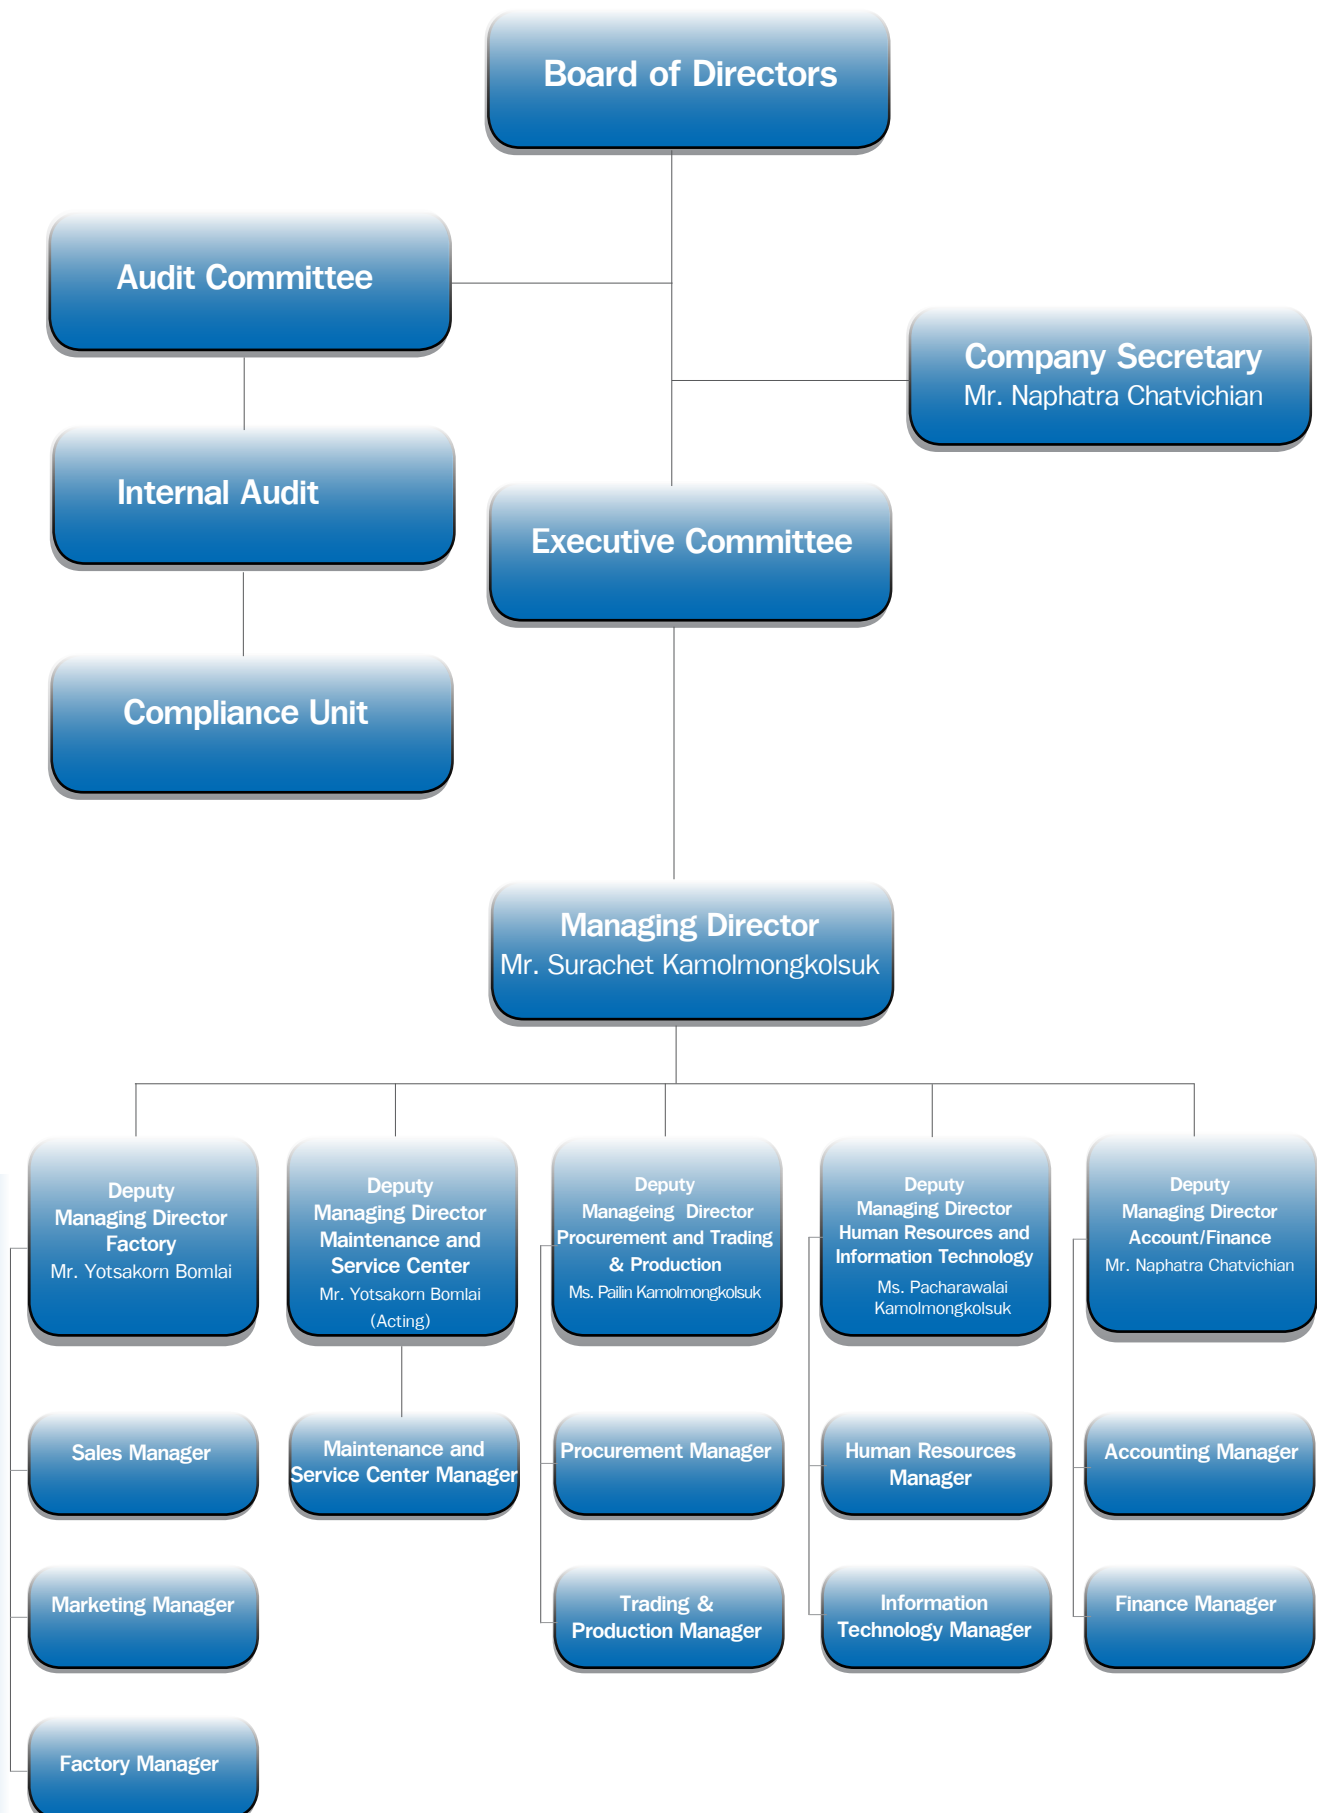 Board of Directors
Audit Committee
Company Secretary
Mr. Naphatra Chatvichian
Internal Audit
Executive Committee
Compliance Unit
Managing Director
Mr. Surachet Kamolmongkolsuk
Deputy
Managing Director
Factory
Mr. Yotsakorn Bomlai
Deputy
Managing Director
Maintenance and
Service Center
Mr. Yotsakorn Bomlai
(Acting)
Deputy
Manageing Director
Procurement and Trading
& Production
Ms. Pailin Kamolmongkolsuk
Deputy
Managing Director
Human Resources and
Information Technology
Ms. Pacharawalai
Kamolmongkolsuk
Deputy
Managing Director
Account/Finance
Mr. Naphatra Chatvichian
Sales Manager
Maintenance and
Service Center Manager
Procurement Manager
Human Resources
Manager
Accounting Manager
Marketing Manager
Trading &
Production Manager
Information
Technology Manager
Finance Manager
Factory Manager